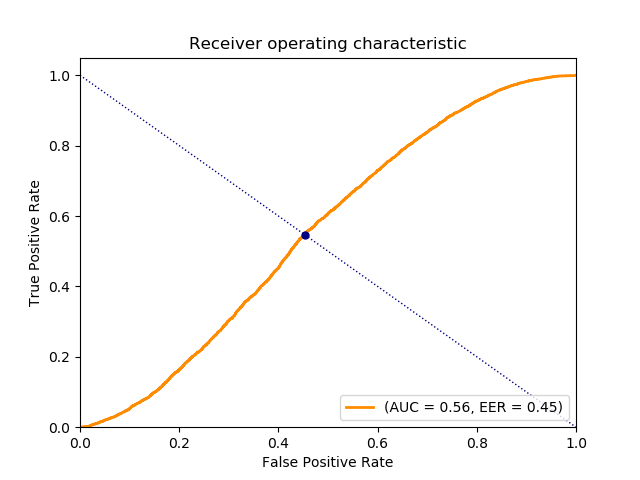 Receiver operating characteristic
True Positive Rate
1.0
0.8
0.6
0.4
0.2
0.0
(AUC = 0.56, EER = 0.45)
0.0 0.2 0.4 0.6 0.8 1.0
False Positive Rate